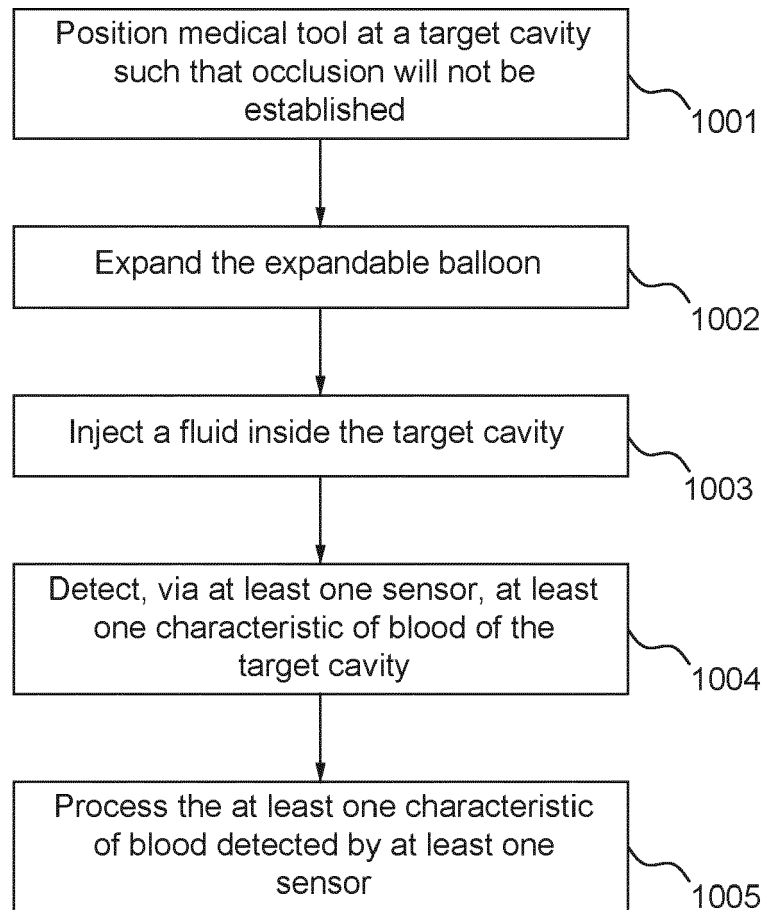 Position medical tool at a target cavity
such that occlusion will not be
established
1001
Expand the expandable balloon
1002
Inject a fluid inside the target cavity
1003
Detect, via at least one sensor, at least
one characteristic of blood of the
target cavity
1004
Process the at least one characteristic
of blood detected by at least one
sensor
1005